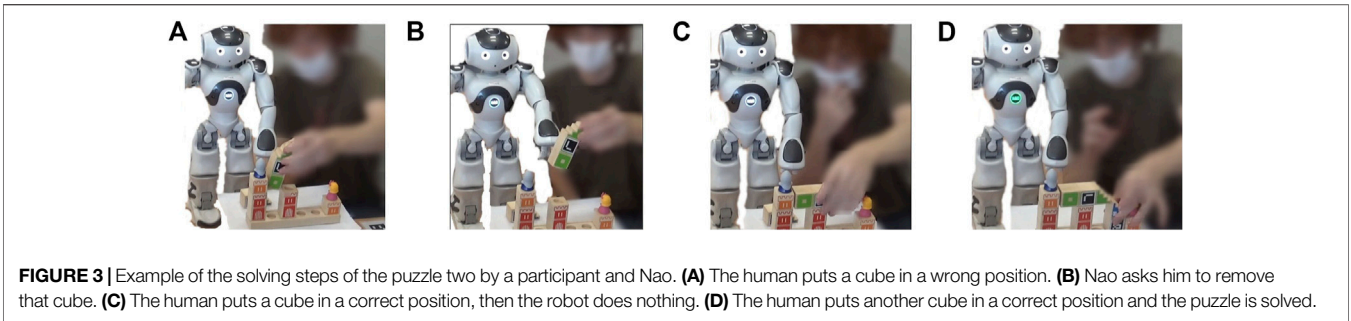 A B C D
FIGURE 3 | Example of the solving steps of the puzzle two by a participant and Nao. (A) The human puts a cube in a wrong position. (B) Nao asks him to remove
that cube. (C) The human puts a cube in a correct position, then the robot does nothing. (D) The human puts another cube in a correct position and the puzzle is solved.